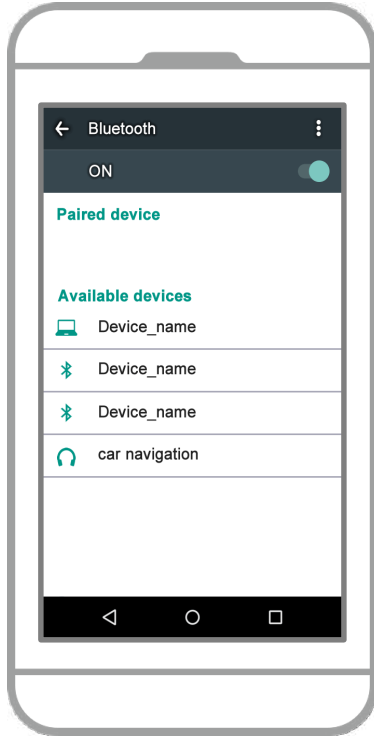 Bluetooth
ON
Paired device
Available devices
Device_name
Device_name
Device_name
car navigation